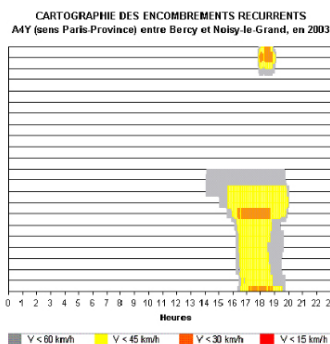 CARTOGRAPHIE DES ENCOMBREMENTS RECURRENTS
A4Y (sens Paris-Province) entre Bercy et Noisy-le-Grand, en 2003
0 1 2 3 4 5 6 7 8 9 10 11 12 13 14 15 16 17 18 19 20 21 22 23
Heures
V < 60 km/h V < 45 km/h V < 30 km/h V < 15 km/h